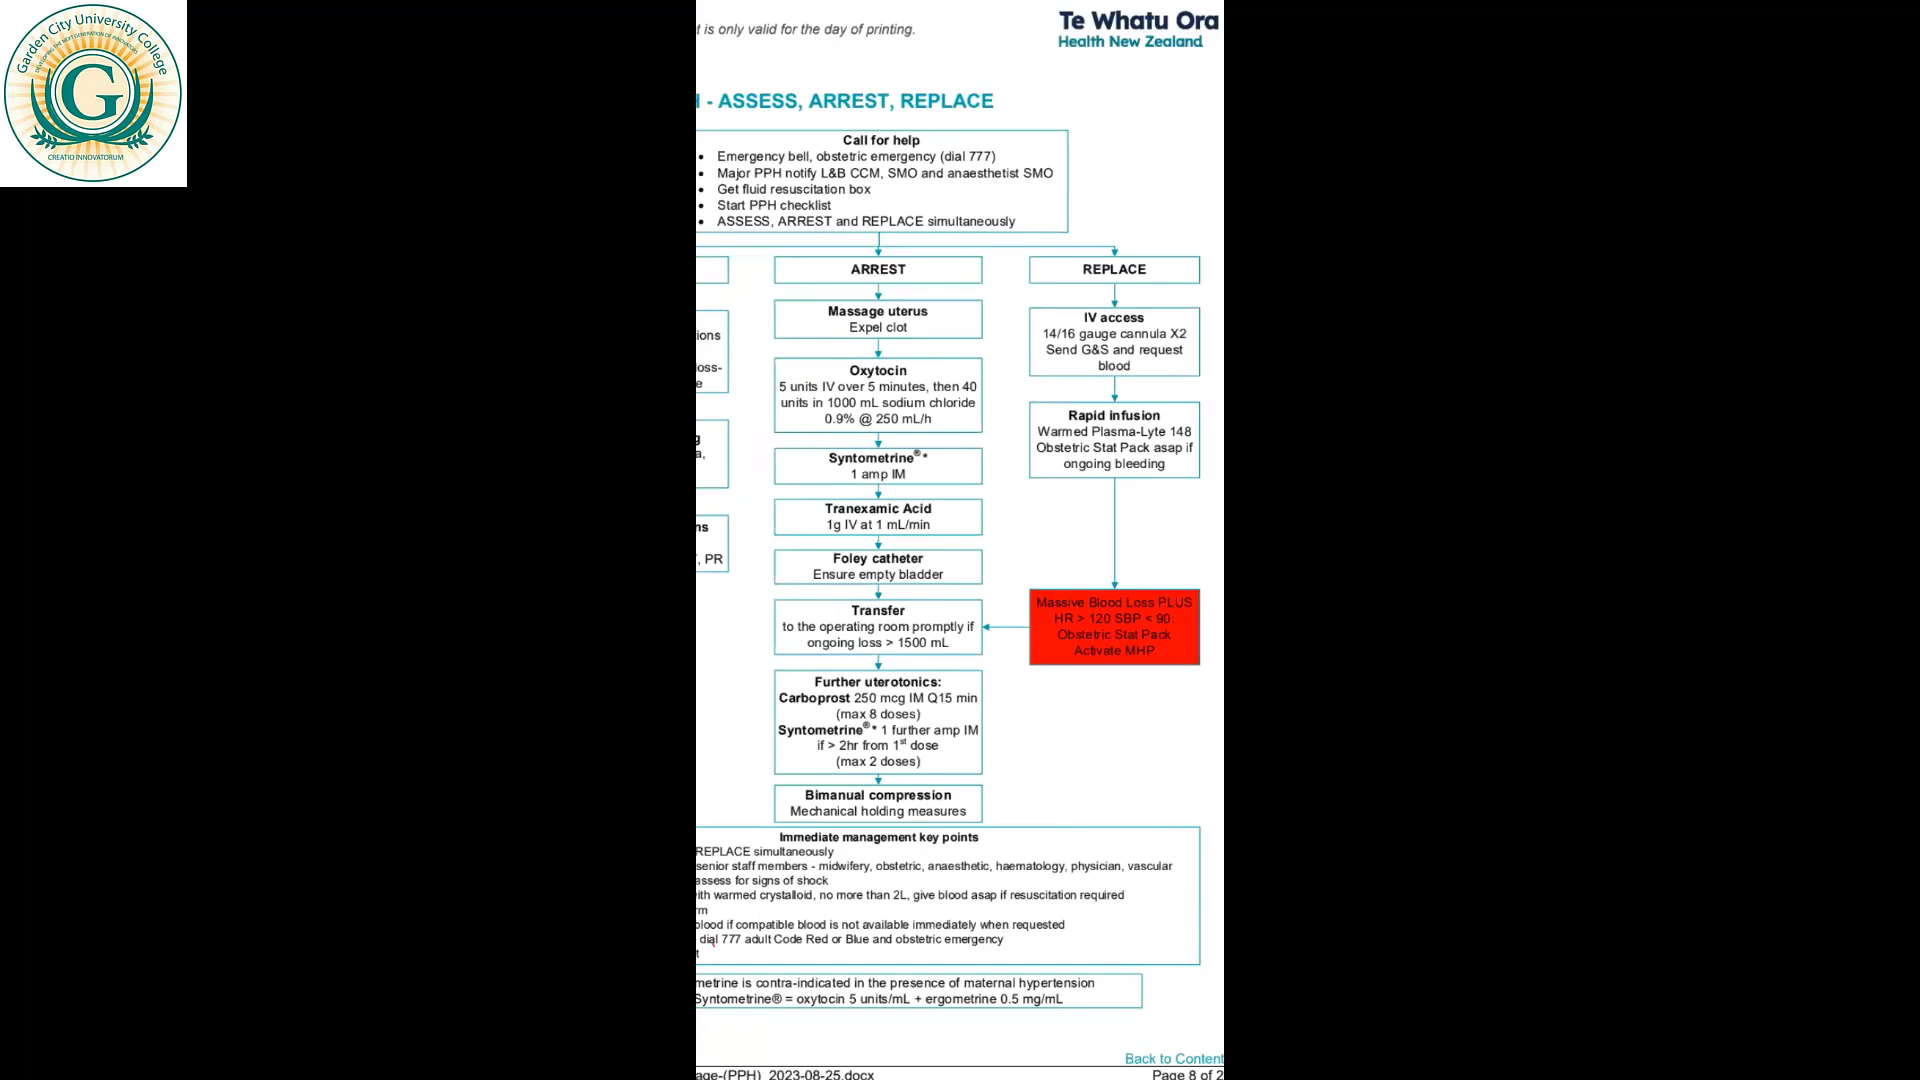 Garden City University College
DEVELOPING THE NEXT GENERATION OF INNOVATORS
G
CREATIO INNOVATORUM
t is only valid for the day of printing.
Te Whatu Ora
Health New Zealand
- ASSESS, ARREST, REPLACE
Call for help
• Emergency bell, obstetric emergency (dial 777)
• Major PPH notify L&B CCM, SMO and anaesthetist SMO
• Get fluid resuscitation box
• Start PPH checklist
• ASSESS, ARREST and REPLACE simultaneously
ions
loss-
e
g
a,
ns
, PR
ARREST
Massage uterus
Expel clot
Oxytocin
5 units IV over 5 minutes, then 40
units in 1000 mL sodium chloride
0.9% @ 250 mL/h
Syntometrine®*
1 amp IM
Tranexamic Acid
1g IV at 1 mL/min
Foley catheter
Ensure empty bladder
Transfer
to the operating room promptly if
ongoing loss > 1500 mL
Further uterotonics:
Carboprost 250 mcg IM Q15 min
(max 8 doses)
Syntometrine®* 1 further amp IM
if > 2hr from 1st dose
(max 2 doses)
Bimanual compression
Mechanical holding measures
REPLACE
IV access
14/16 gauge cannula X2
Send G&S and request
blood
Rapid infusion
Warmed Plasma-Lyte 148
Obstetric Stat Pack asap if
ongoing bleeding
Massive Blood Loss PLUS
HR > 120 SBP < 90:
Obstetric Stat Pack
Activate MHP
Immediate management key points
REPLACE simultaneously
senior staff members - midwifery, obstetric, anaesthetic, haematology, physician, vascular
assess for signs of shock
ith warmed crystalloid, no more than 2L, give blood asap if resuscitation required
rm
blood if compatible blood is not available immediately when requested
dial 777 adult Code Red or Blue and obstetric emergency
t
metrine is contra-indicated in the presence of maternal hypertension
Syntometrine® = oxytocin 5 units/mL + ergometrine 0.5 mg/mL
Back to Content
age-(PPH)_2023-08-25.docx
Page 8 of 2